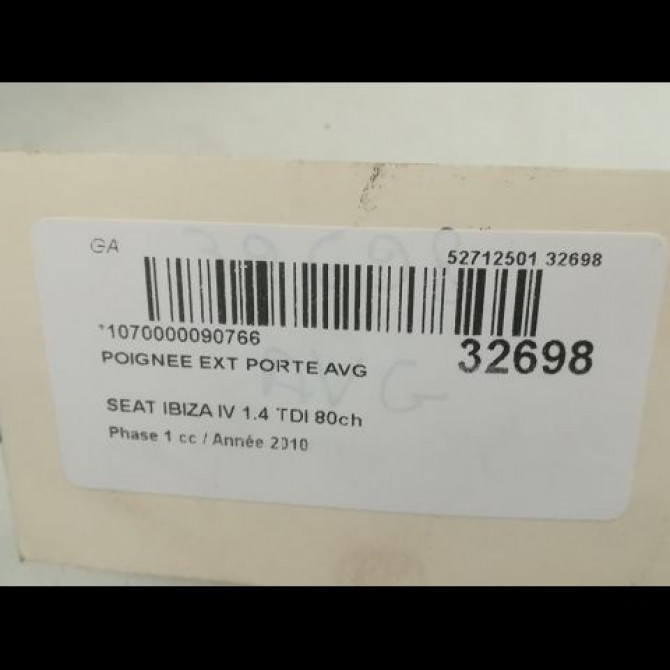 GA
52712501 32698
*1070000090766
32698
POIGNEE EXT PORTE AVG
SEAT IBIZA IV 1.4 TDI 80ch
Phase 1 cc / Année 2010
AVG